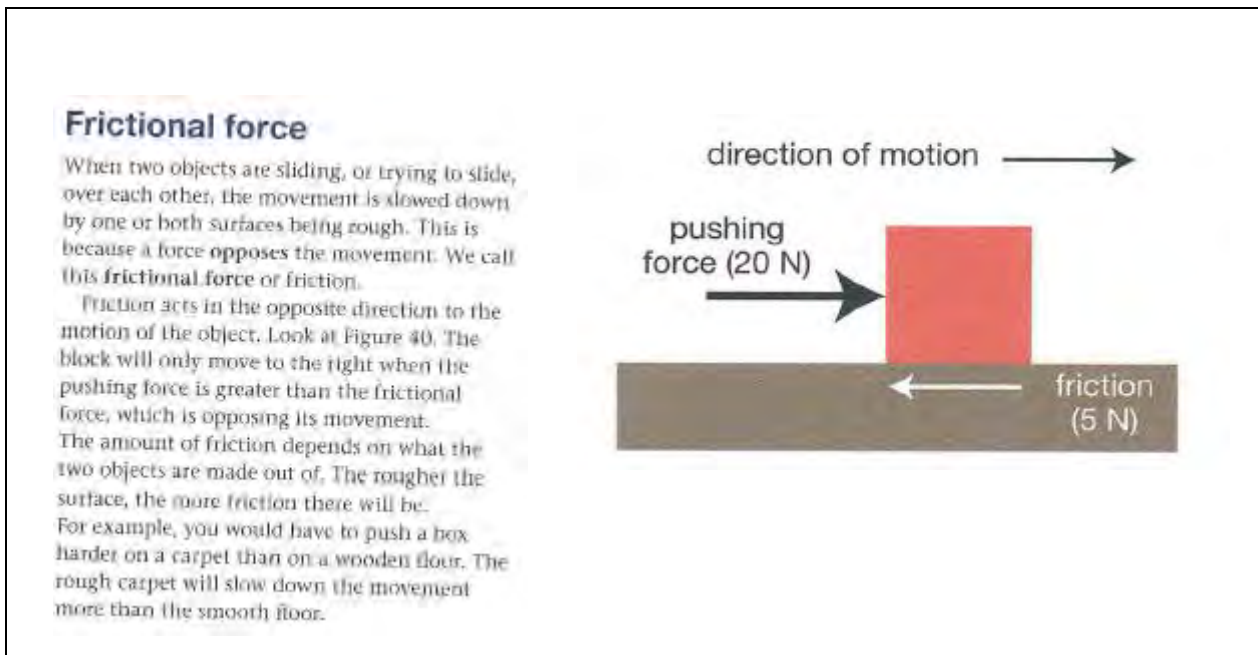 Frictional force
When two objects are sliding, or trying to slide,
over each other, the movement is slowed down
by one or both surfaces being rough. This is
because a force opposes the movement. We call
this frictional force or friction.
Friction acts in the opposite direction to the
motion of the object. Look at Figure 40. The
block will only move to the right when the
pushing force is greater than the frictional
force, which is opposing its movement.
The amount of friction depends on what the
two objects are made out of. The rougher the
surface, the more friction there will be.
For example, you would have to push a box
harder on a carpet than on a wooden floor. The
rough carpet will slow down the movement
more than the smooth floor.
direction of motion
pushing
force (20 N)
friction
(5 N)